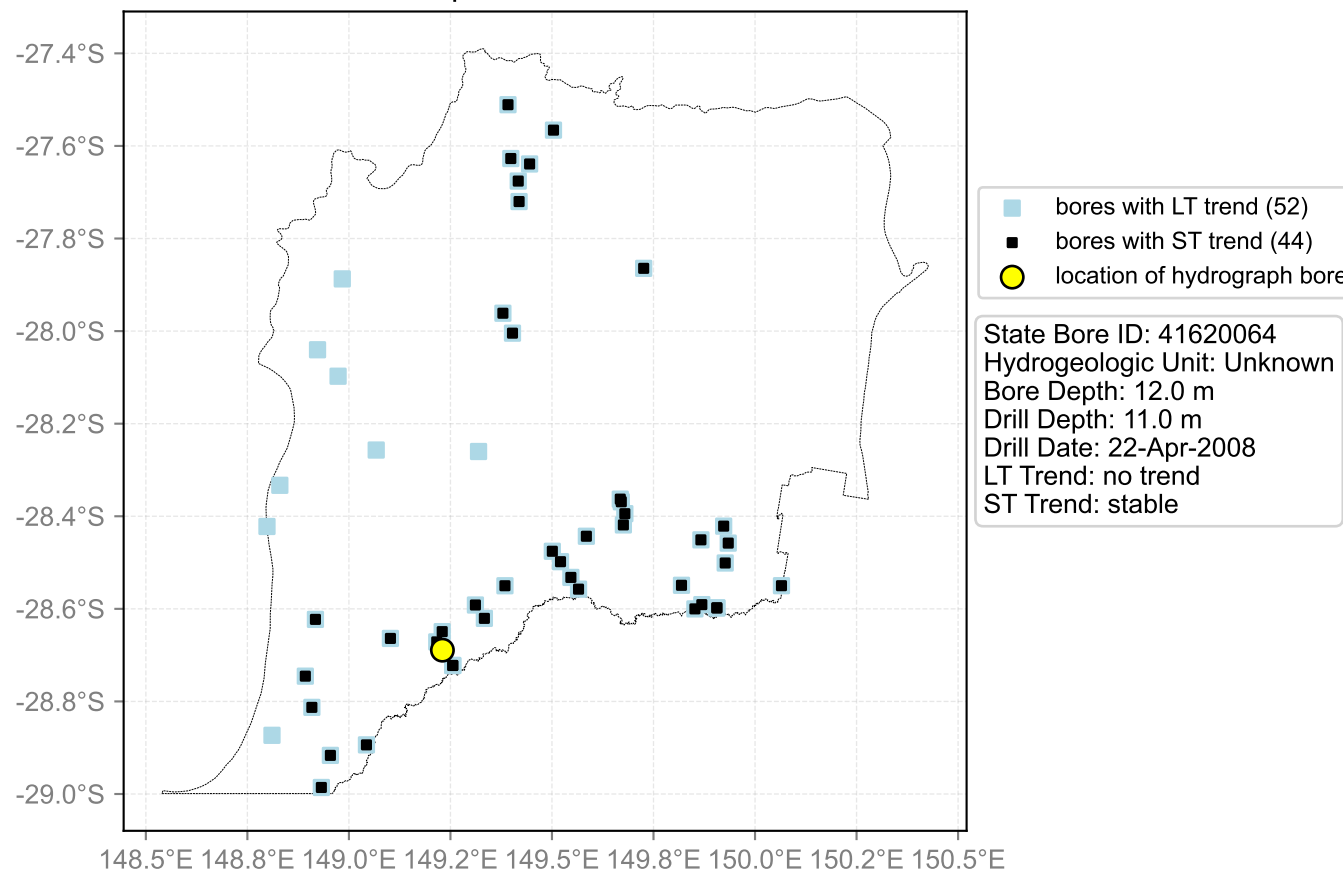 -27.4°S
-27.6°S
-27.8°S
-28.0°S
-28.2°S
-28.4°S
-28.6°S
-28.8°S
-29.0°S
148.5°E 148.8°E 149.0°E 149.2°E 149.5°E 149.8°E 150.0°E 150.2°E 150.5°E
bores with LT trend (52)
bores with ST trend (44)
location of hydrograph bore
State Bore ID: 41620064
Hydrogeologic Unit: Unknown
Bore Depth: 12.0 m
Drill Depth: 11.0 m
Drill Date: 22-Apr-2008
LT Trend: no trend
ST Trend: stable